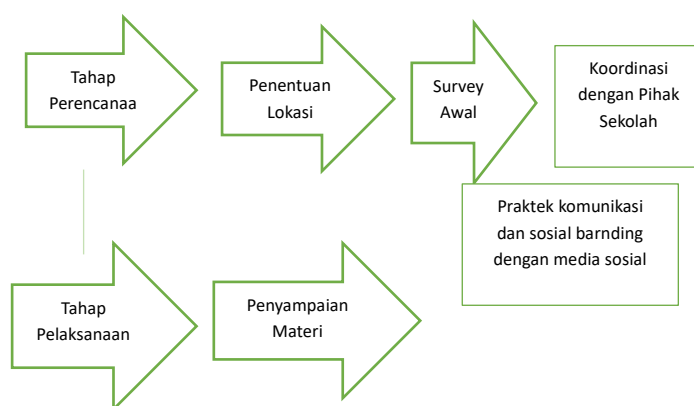 Tahap
Perencanaa
Penentuan
Lokasi
Survey
Awal
Koordinasi
dengan Pihak
Sekolah
Tahap
Pelaksanaan
Penyampaian
Materi
Praktek komunikasi
dan sosial barnding
dengan media sosial